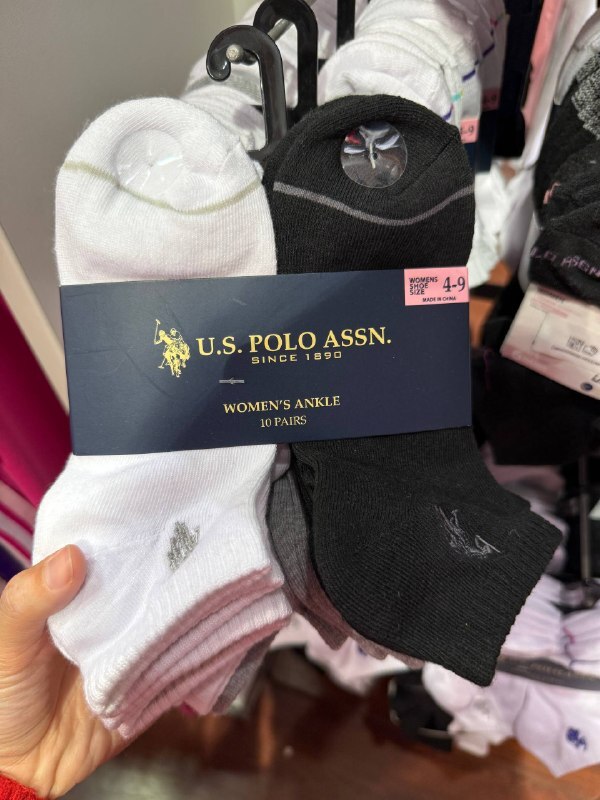 WOMENS
SHOE
SIZE
4-9
MADE IN CHINA
U.S. POLO ASSN.
SINCE 1890
WOMEN'S ANKLE
10 PAIRS